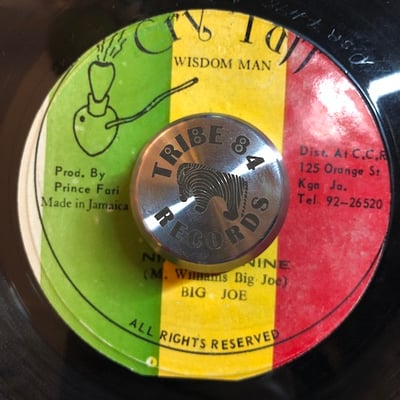 WISDOM MAN
TRIBE 84
RECORDS
Prod. By
Prince Fari
Made in Jamaica
Dist. At C.C.R
125 Orange St
Kgn Ja.
Tel. 92-26520
NINE
(M. Williams Big Joe)
BIG JOE
ALL RIGHTS RESERVED